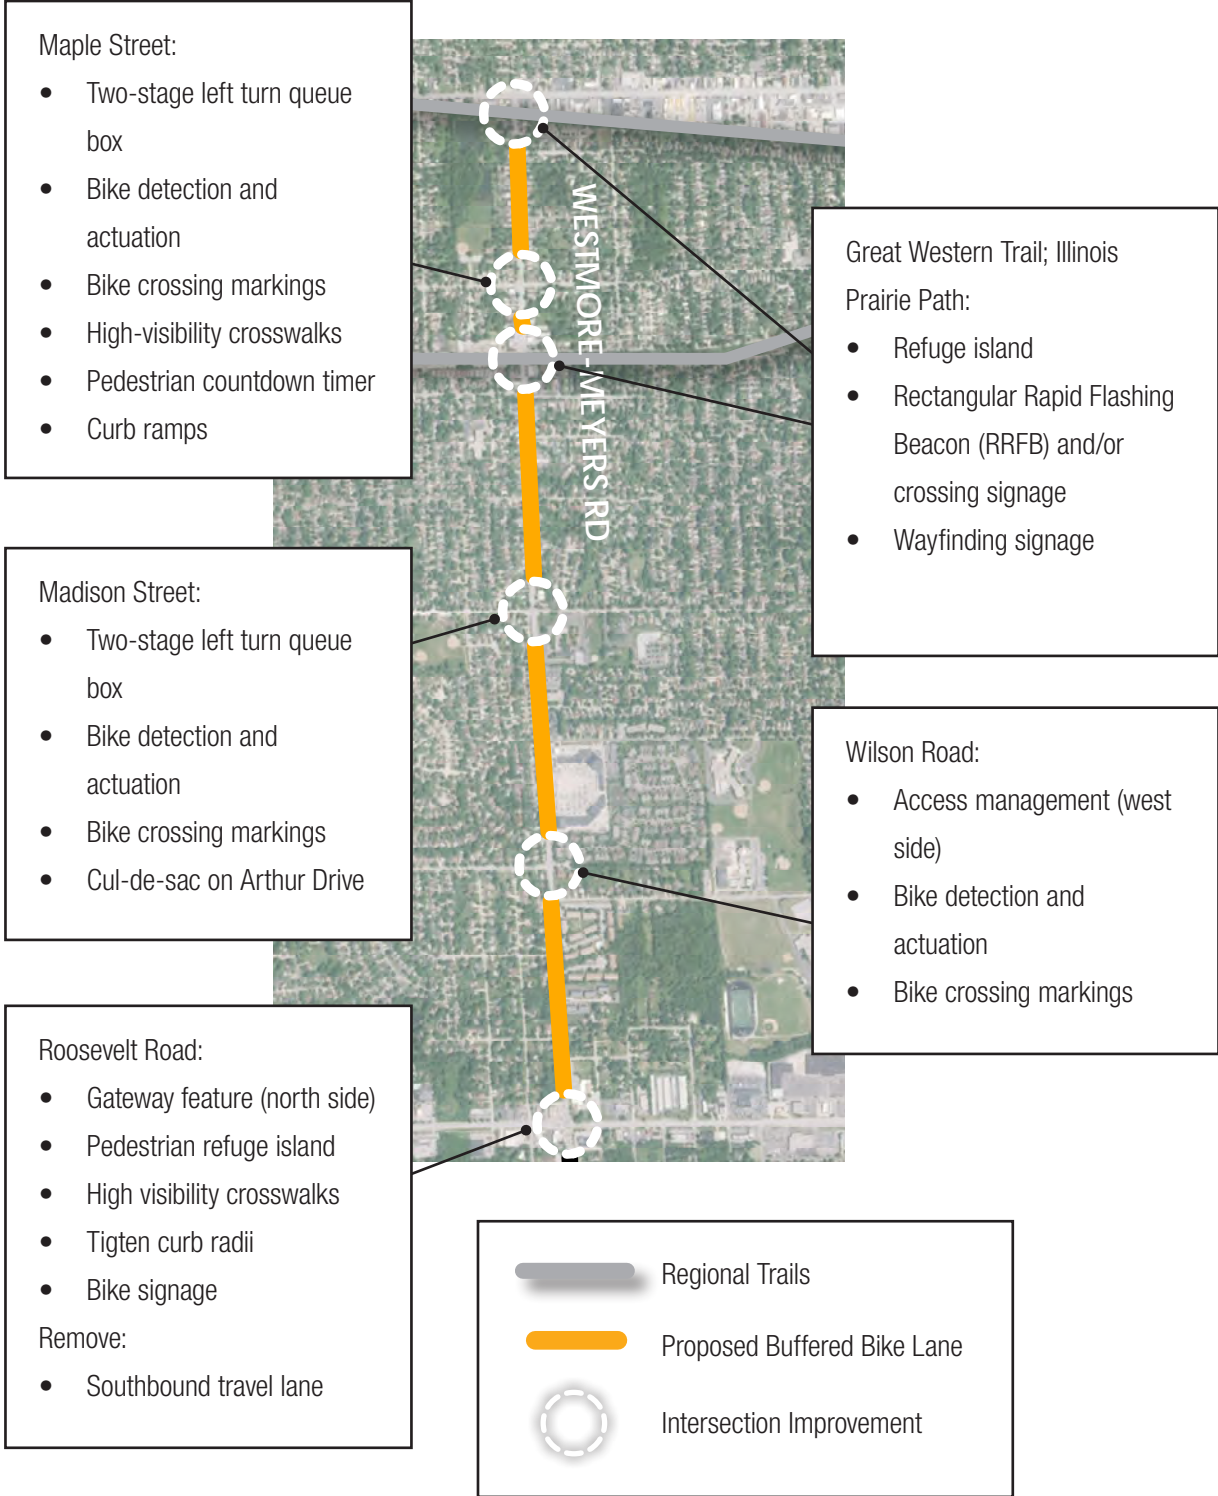 Maple Street:
• Two-stage left turn queue
box
• Bike detection and
actuation
• Bike crossing markings
• High-visibility crosswalks
• Pedestrian countdown timer
• Curb ramps
WESTMORE-MEYERS RD
Great Western Trail; Illinois
Prairie Path:
• Refuge island
• Rectangular Rapid Flashing
Beacon (RRFB) and/or
crossing signage
• Wayfinding signage
Madison Street:
• Two-stage left turn queue
box
• Bike detection and
actuation
• Bike crossing markings
• Cul-de-sac on Arthur Drive
Wilson Road:
• Access management (west
side)
• Bike detection and
actuation
• Bike crossing markings
Roosevelt Road:
• Gateway feature (north side)
• Pedestrian refuge island
• High visibility crosswalks
• Tigten curb radii
• Bike signage
Remove:
• Southbound travel lane
Regional Trails
Proposed Buffered Bike Lane
Intersection Improvement